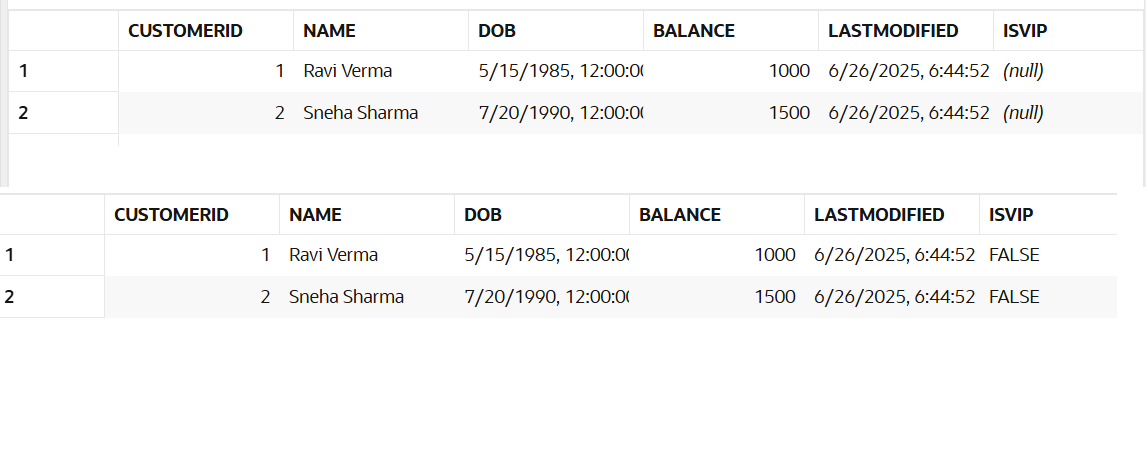 CUSTOMERID NAME DOB BALANCE LASTMODIFIED ISVIP
1 1 Ravi Verma 5/15/1985, 12:00:00 1000 6/26/2025, 6:44:52 (null)
2 2 Sneha Sharma 7/20/1990, 12:00:00 1500 6/26/2025, 6:44:52 (null)
CUSTOMERID NAME DOB BALANCE LASTMODIFIED ISVIP
1 1 Ravi Verma 5/15/1985, 12:00:00 1000 6/26/2025, 6:44:52 FALSE
2 2 Sneha Sharma 7/20/1990, 12:00:00 1500 6/26/2025, 6:44:52 FALSE